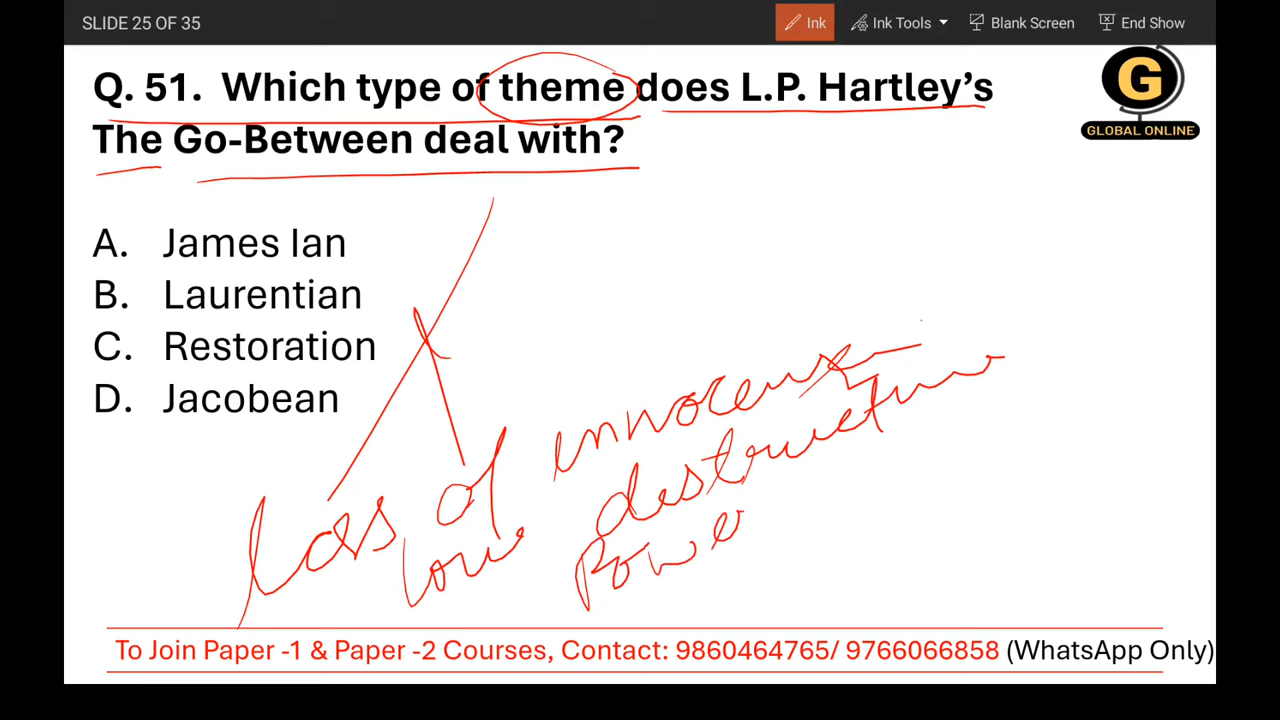 SLIDE 25 OF 35
Ink
Ink Tools
Blank Screen
End Show
Q. 51. Which type of theme does L.P. Hartley’s
The Go-Between deal with?
G
GLOBAL ONLINE
A. James Ian
B. Laurentian
C. Restoration
D. Jacobean
loss of innocense
love destructive
Power
To Join Paper -1 & Paper -2 Courses, Contact: 9860464765/ 9766066858 (WhatsApp Only)